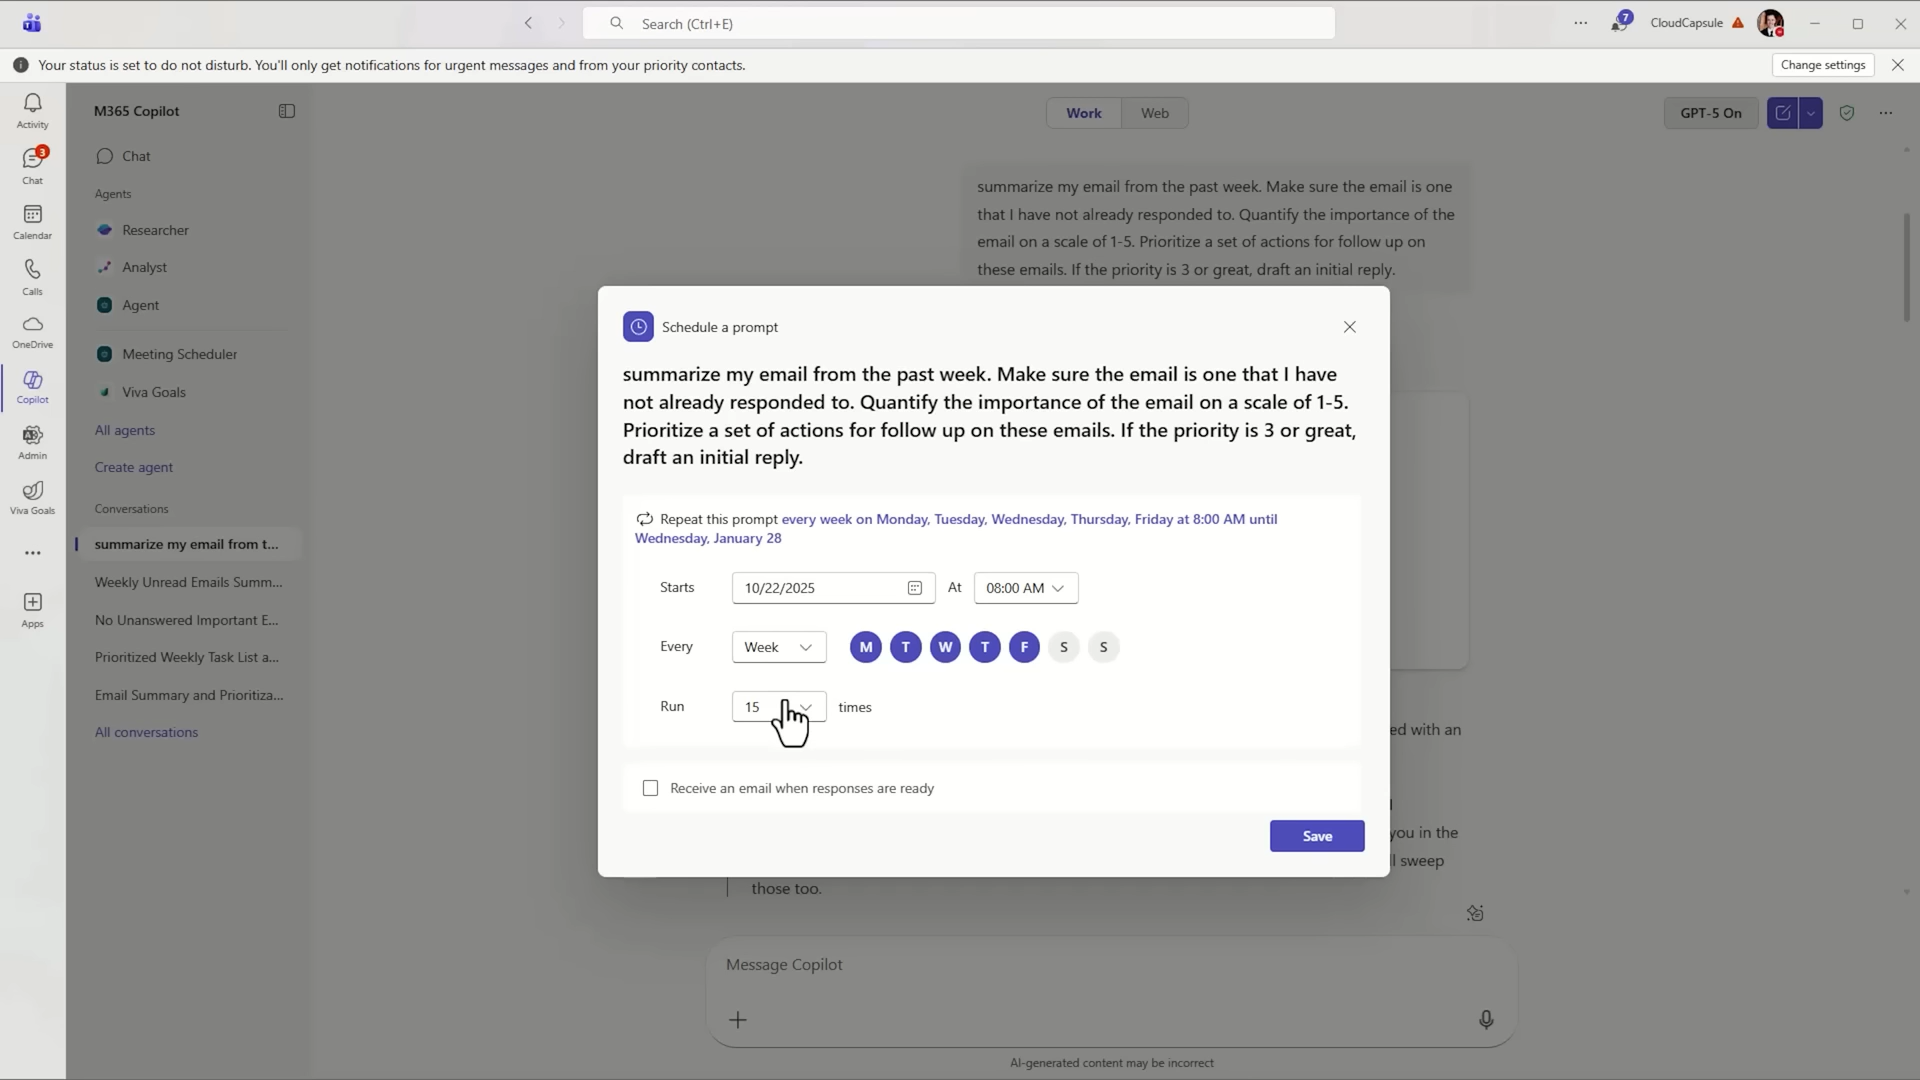 Search (Ctrl+E)
7
CloudCapsule
Your status is set to do not disturb. You'll only get notifications for urgent messages and from your priority contacts.
Change settings
Activity
3
Chat
Calendar
Calls
OneDrive
Copilot
Admin
Viva Goals
Apps
M365 Copilot
Chat
Agents
Researcher
Analyst
Agent
Meeting Scheduler
Viva Goals
All agents
Create agent
Conversations
summarize my email from t...
Weekly Unread Emails Summ...
No Unanswered Important E...
Prioritized Weekly Task List a...
Email Summary and Prioritiza...
All conversations
Work
Web
GPT-5 On
summarize my email from the past week. Make sure the email is one
that I have not already responded to. Quantify the importance of the
email on a scale of 1-5. Prioritize a set of actions for follow up on
these emails. If the priority is 3 or great, draft an initial reply.
Schedule a prompt
summarize my email from the past week. Make sure the email is one that I have
not already responded to. Quantify the importance of the email on a scale of 1-5.
Prioritize a set of actions for follow up on these emails. If the priority is 3 or great,
draft an initial reply.
Repeat this prompt every week on Monday, Tuesday, Wednesday, Thursday, Friday at 8:00 AM until
Wednesday, January 28
Starts 10/22/2025 At 08:00 AM
Every Week M T W T F S S
Run 15 times
Receive an email when responses are ready
Save
ed with an
you in the
ll sweep
those too.
Message Copilot
AI-generated content may be incorrect